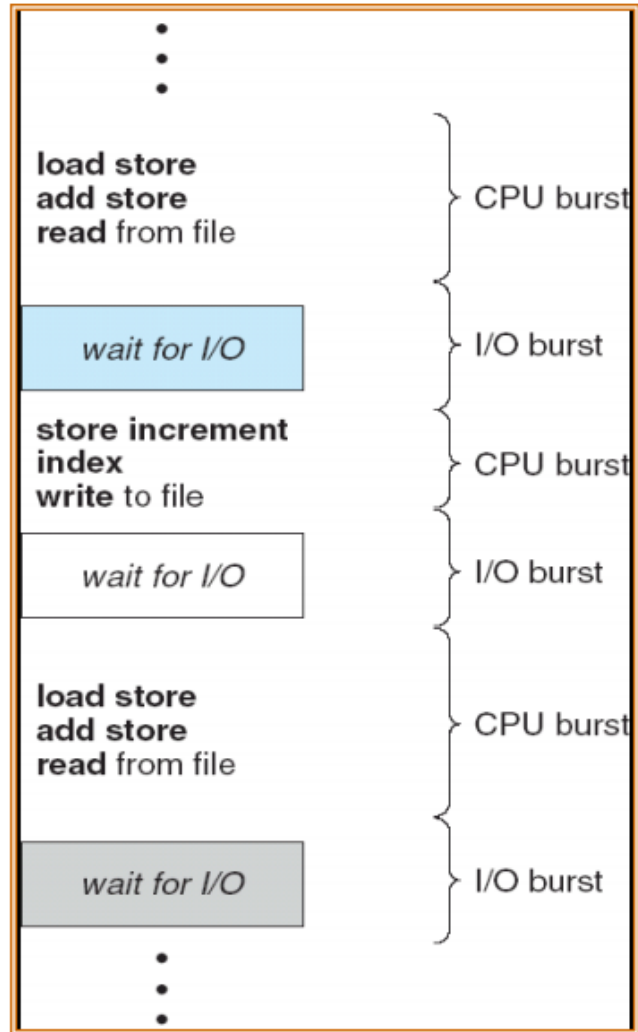 load store
add store
read from file
CPU burst
wait for I/O
I/O burst
store increment
index
write to file
CPU burst
wait for I/O
I/O burst
load store
add store
read from file
CPU burst
wait for I/O
I/O burst